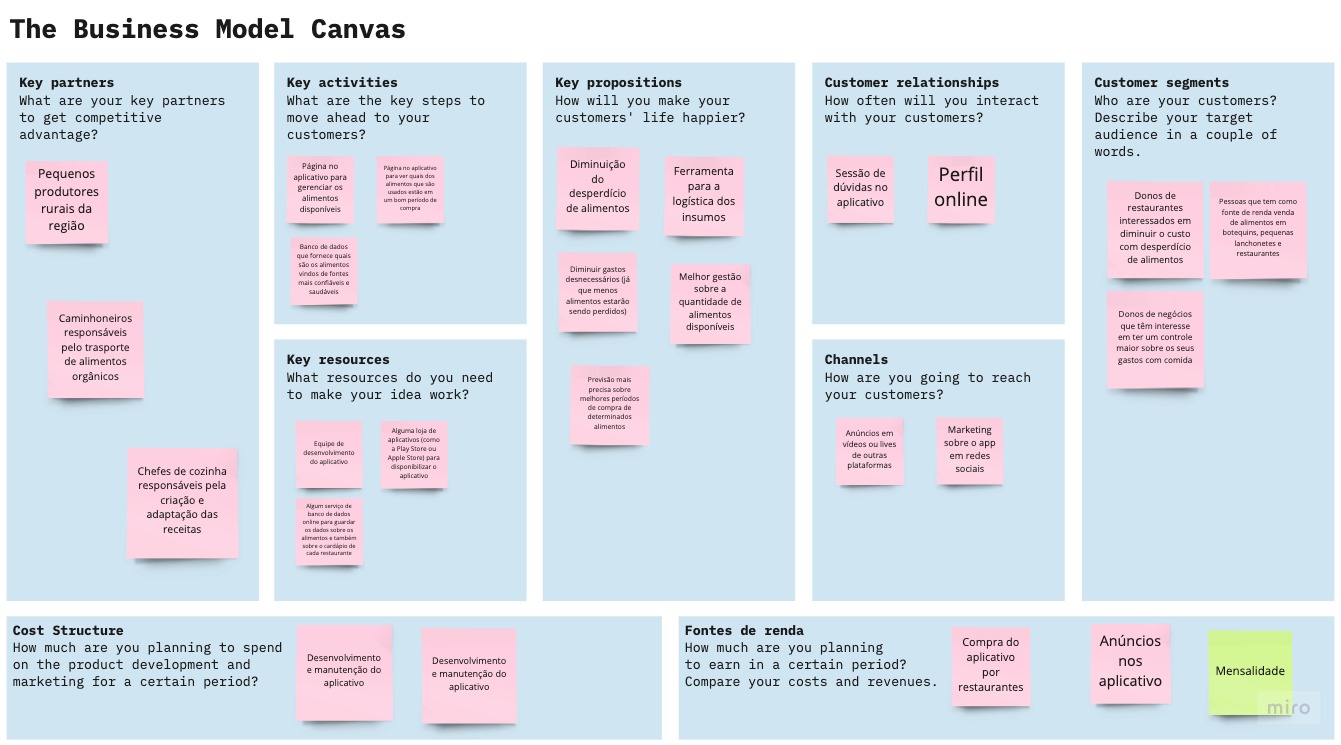 The Business Model Canvas
Key partners
What are your key partners
to get competitive
advantage?
Pequenos
produtores
rurais da
região
Caminhoneiros
responsáveis
pelo trasporte
de alimentos
orgânicos
Chefes de cozinha
responsáveis pela
criação e
adaptação das
receitas
Key activities
What are the key steps to
move ahead to your
customers?
Página no
aplicativo para
gerenciar os
alimentos
disponíveis
Página no aplicativo
para ver quais dos
alimentos que são
usados estão em
um bom período de
compra
Banco de dados
que fornece quais
são os alimentos
vindos de fontes
mais confiáveis e
saudáveis
Key resources
What resources do you need
to make your idea work?
Equipe de
desenvolvimento
do aplicativo
Alguma loja de
aplicativos (como
a Play Store ou
Apple Store) para
disponibilizar o
aplicativo
Algum serviço de
banco de dados
online para guardar
os dados sobre os
alimentos e também
sobre o cardápio de
cada restaurante
Key propositions
How will you make your
customers' life happier?
Diminuição
do
desperdício
de alimentos
Ferramenta
para a
logística dos
insumos
Diminuir gastos
desnecessários (já
que menos
alimentos estarão
sendo perdidos)
Melhor gestão
sobre a
quantidade de
alimentos
disponíveis
Previsão mais
precisa sobre
melhores períodos
de compra de
determinados
alimentos
Customer relationships
How often will you interact
with your customers?
Sessão de
dúvidas no
aplicativo
Perfil
online
Channels
How are you going to reach
your customers?
Anúncios em
vídeos ou lives
de outras
plataformas
Marketing
sobre o app
em redes
sociais
Customer segments
Who are your customers?
Describe your target
audience in a couple of
words.
Donos de
restaurantes
interessados em
diminuir o custo
com desperdício
de alimentos
Pessoas que tem como
fonte de renda venda
de alimentos em
botequins, pequenas
lanchonetes e
restaurantes
Donos de negócios
que têm interesse
em ter um controle
maior sobre os seus
gastos com comida
Cost Structure
How much are you planning to spend
on the product development and
marketing for a certain period?
Desenvolvimento
e manutenção do
aplicativo
Desenvolvimento
e manutenção do
aplicativo
Fontes de renda
How much are you planning
to earn in a certain period?
Compare your costs and revenues.
Compra do
aplicativo
por
restaurantes
Anúncios
nos
aplicativo
Mensalidade
miro